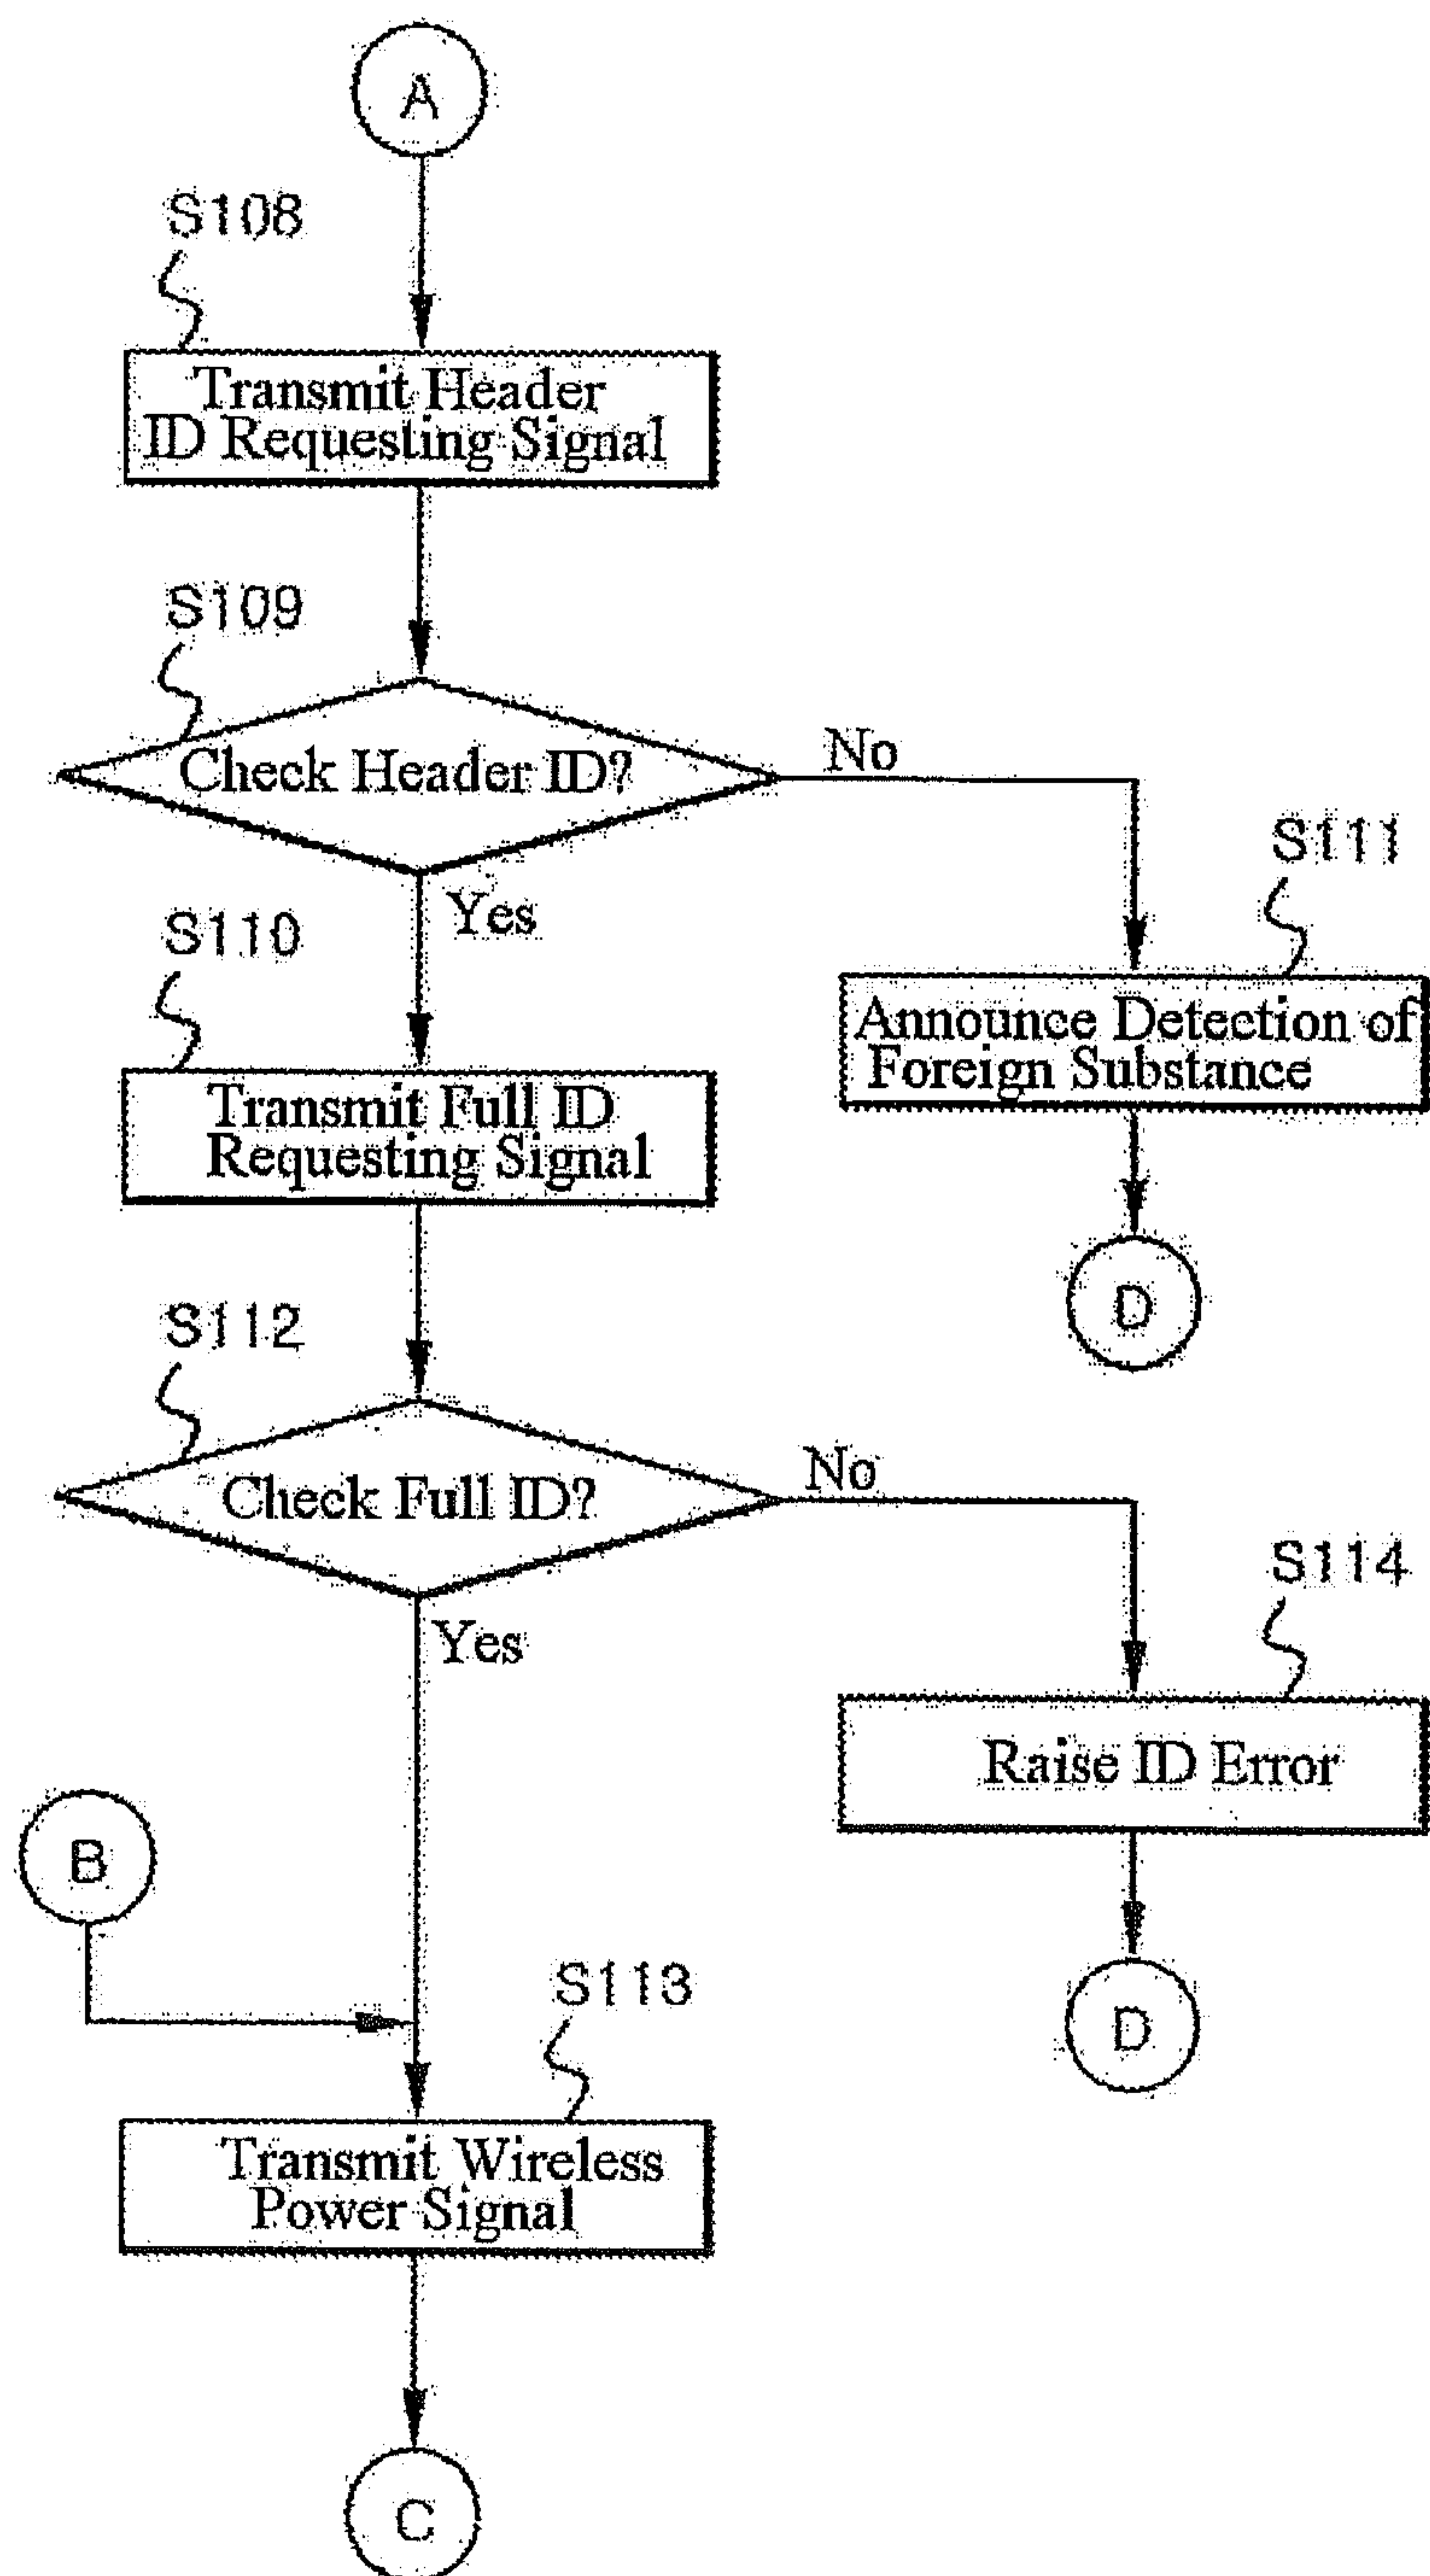 A
S108
Transmit Header
ID Requesting Signal
S109
Check Header ID?
No
Yes
S111
Announce Detection of
Foreign Substance
D
S110
Transmit Full ID
Requesting Signal
S112
Check Full ID?
No
Yes
S114
Raise ID Error
D
B
S113
Transmit Wireless
Power Signal
C